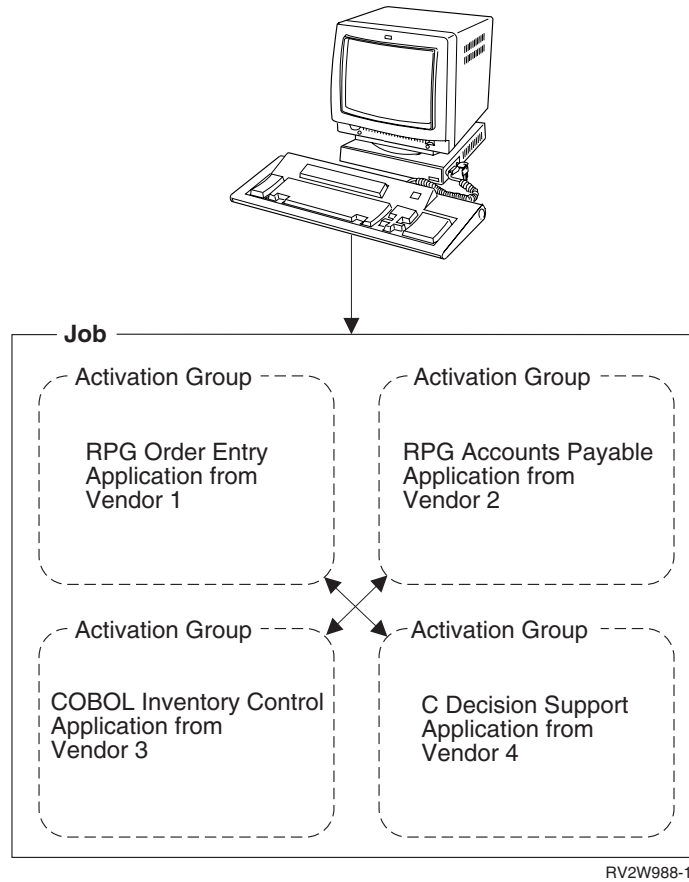 Job
Activation Group
RPG Order Entry
Application from
Vendor 1
Activation Group
RPG Accounts Payable
Application from
Vendor 2
Activation Group
COBOL Inventory Control
Application from
Vendor 3
Activation Group
C Decision Support
Application from
Vendor 4
RV2W988-1